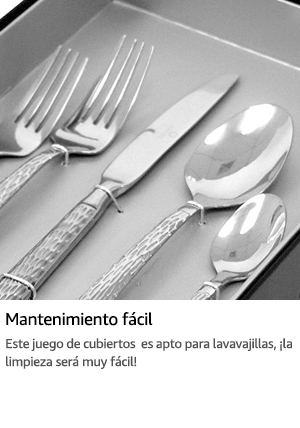 Mantenimiento fácil
Este juego de cubiertos es apto para lavavajillas, ¡la
limpieza será muy fácil!